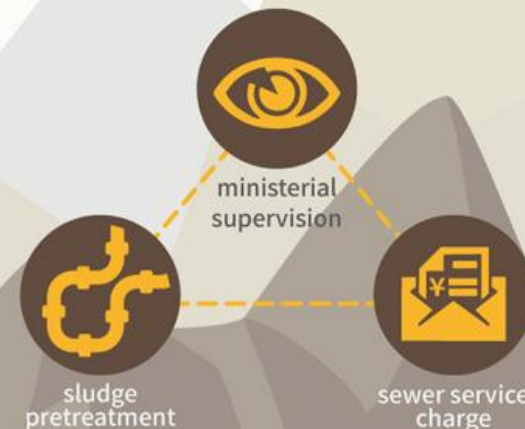 ministerial
supervision
¥
sludge
pretreatment
sewer service
charge